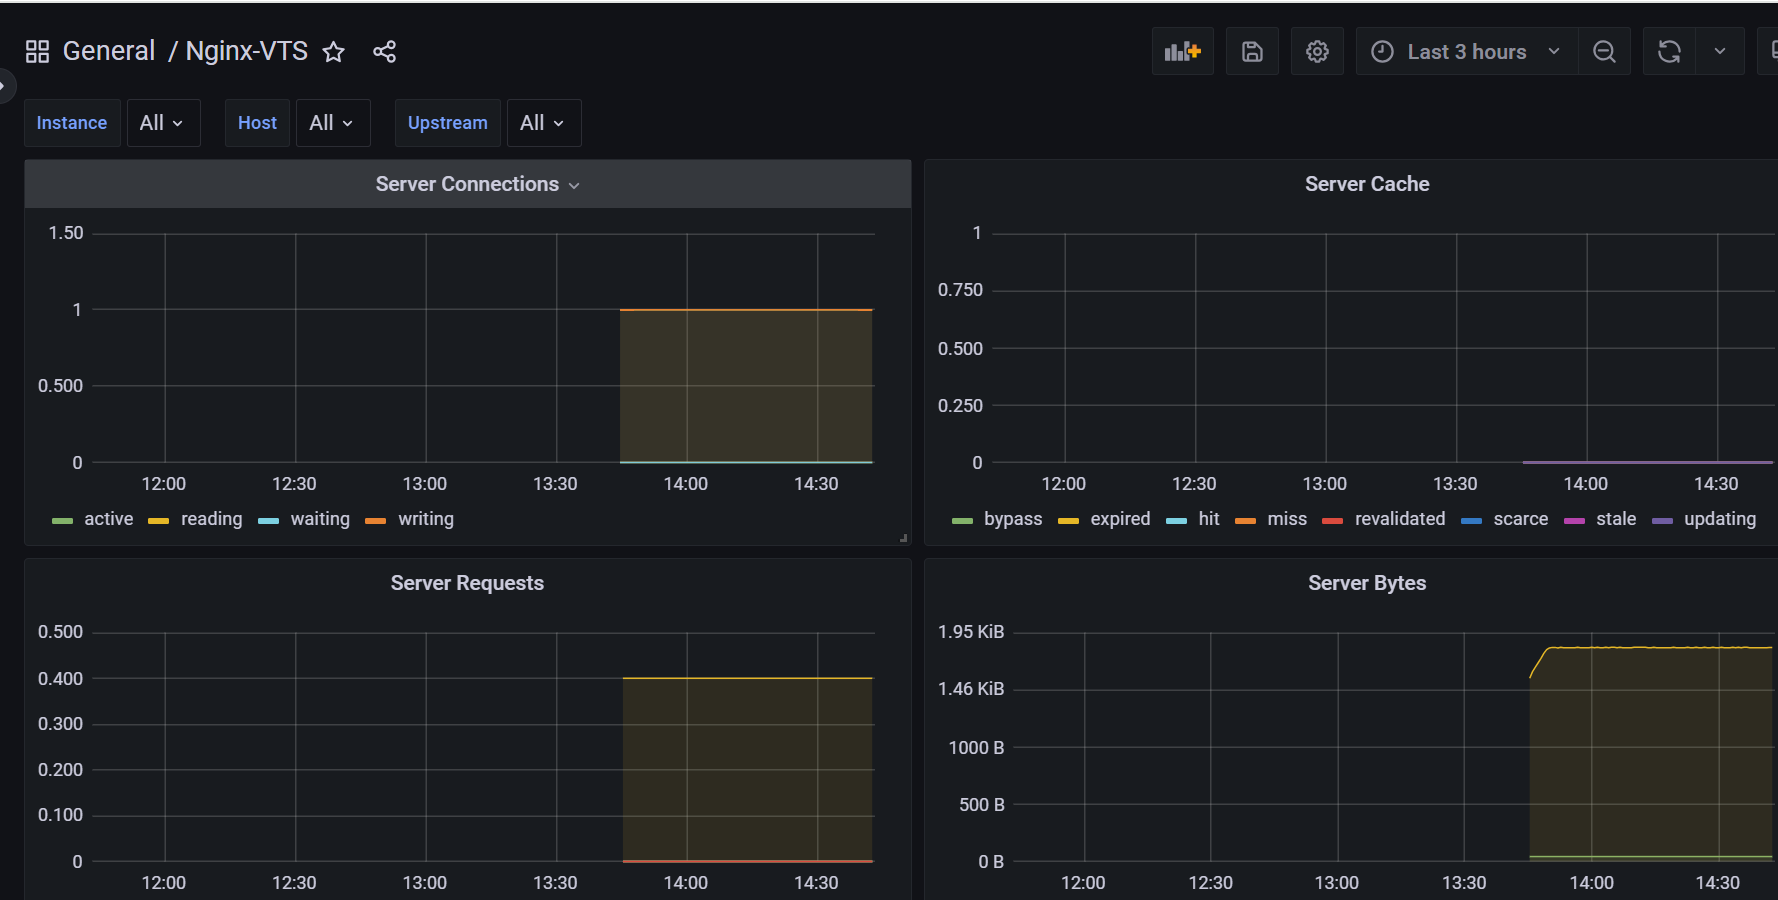 General / Nginx-VTS
Last 3 hours
Instance All Host All Upstream All
Server Connections
1.50
1
0.500
0
12:00 12:30 13:00 13:30 14:00 14:30
active reading waiting writing
Server Cache
1
0.750
0.500
0.250
0
12:00 12:30 13:00 13:30 14:00 14:30
bypass expired hit miss revalidated scarce stale updating
Server Requests
0.500
0.400
0.300
0.200
0.100
0
12:00 12:30 13:00 13:30 14:00 14:30
Server Bytes
1.95 KiB
1.46 KiB
1000 B
500 B
0 B
12:00 12:30 13:00 13:30 14:00 14:30